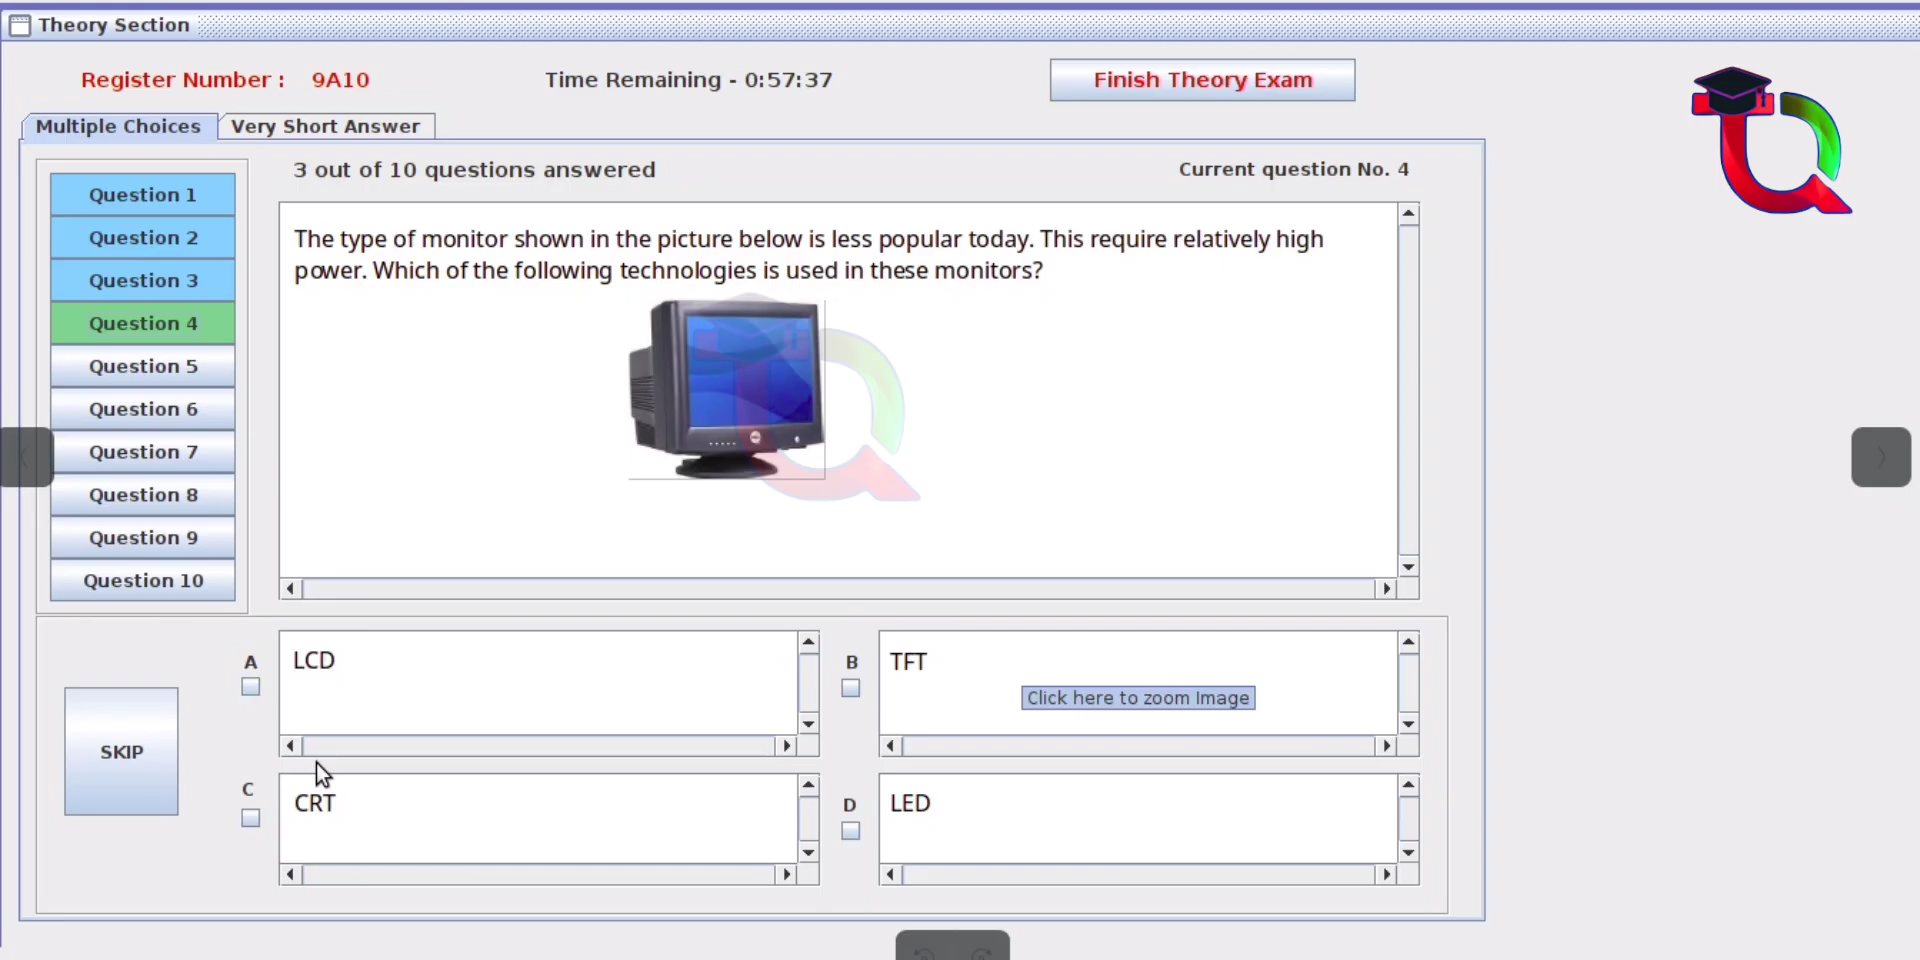 Theory Section
Register Number : 9A10
Time Remaining - 0:57:37
Finish Theory Exam
Multiple Choices
Very Short Answer
3 out of 10 questions answered
Current question No. 4
Question 1
Question 2
Question 3
Question 4
Question 5
Question 6
Question 7
Question 8
Question 9
Question 10
The type of monitor shown in the picture below is less popular today. This require relatively high
power. Which of the following technologies is used in these monitors?
SKIP
A
LCD
B
TFT
Click here to zoom Image
C
CRT
D
LED